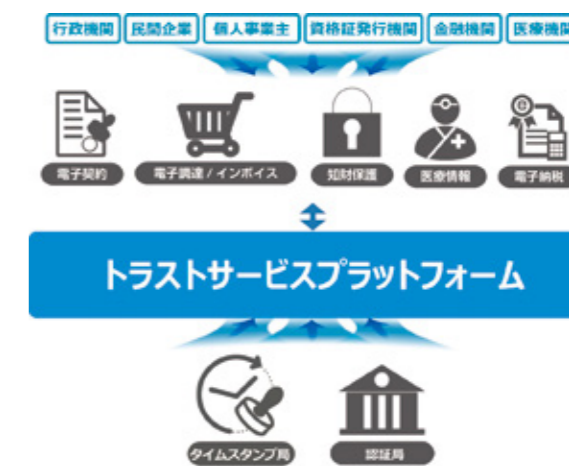 行政機関 民間企業 個人事業主 資格証発行機関 金融機関 医療機関
電子契約 電子調達 / インボイス 知財保護 医療情報 電子納税
トラストサービスプラットフォーム
タイムスタンプ局 認証局